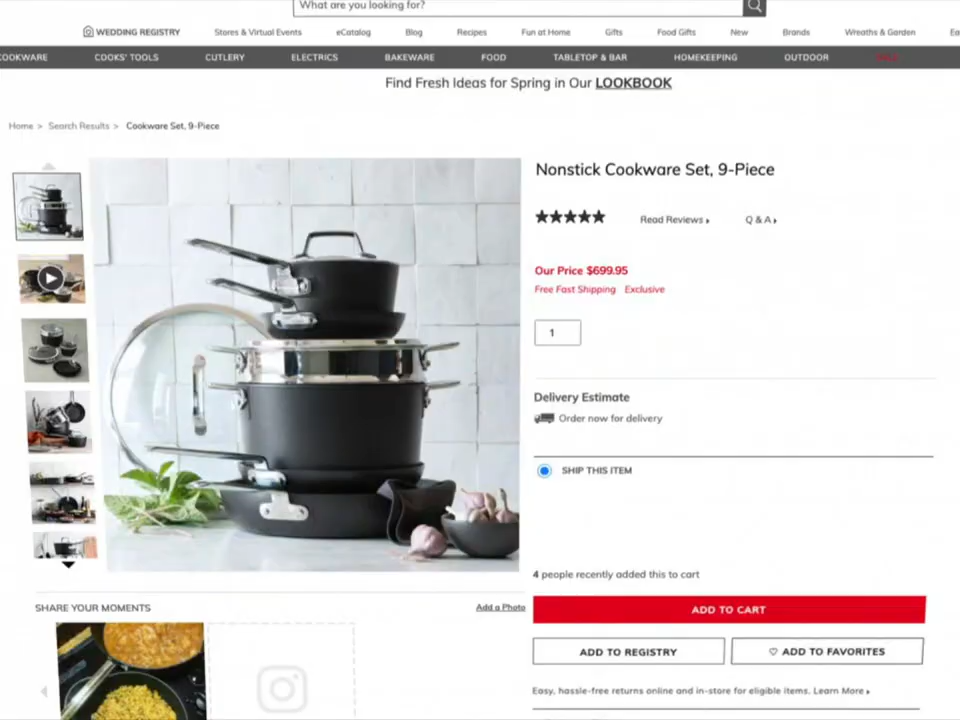 What are you looking for?
WEDDING REGISTRY Stores & Virtual Events eCatalog Blog Recipes Fun at Home Gifts Food Gifts New Brands Wreaths & Garden
COOKWARE COOKS' TOOLS CUTLERY ELECTRICS BAKEWARE FOOD TABLETOP & BAR HOMEKEEPING OUTDOOR
Find Fresh Ideas for Spring in Our LOOKBOOK
Home > Search Results > Cookware Set, 9-Piece
Nonstick Cookware Set, 9-Piece
Read Reviews Q & A
Our Price $699.95
Free Fast Shipping Exclusive
1
Delivery Estimate
Order now for delivery
SHIP THIS ITEM
4 people recently added this to cart
ADD TO CART
ADD TO REGISTRY ADD TO FAVORITES
Easy, hassle-free returns online and in-store for eligible items. Learn More
SHARE YOUR MOMENTS Add a Photo